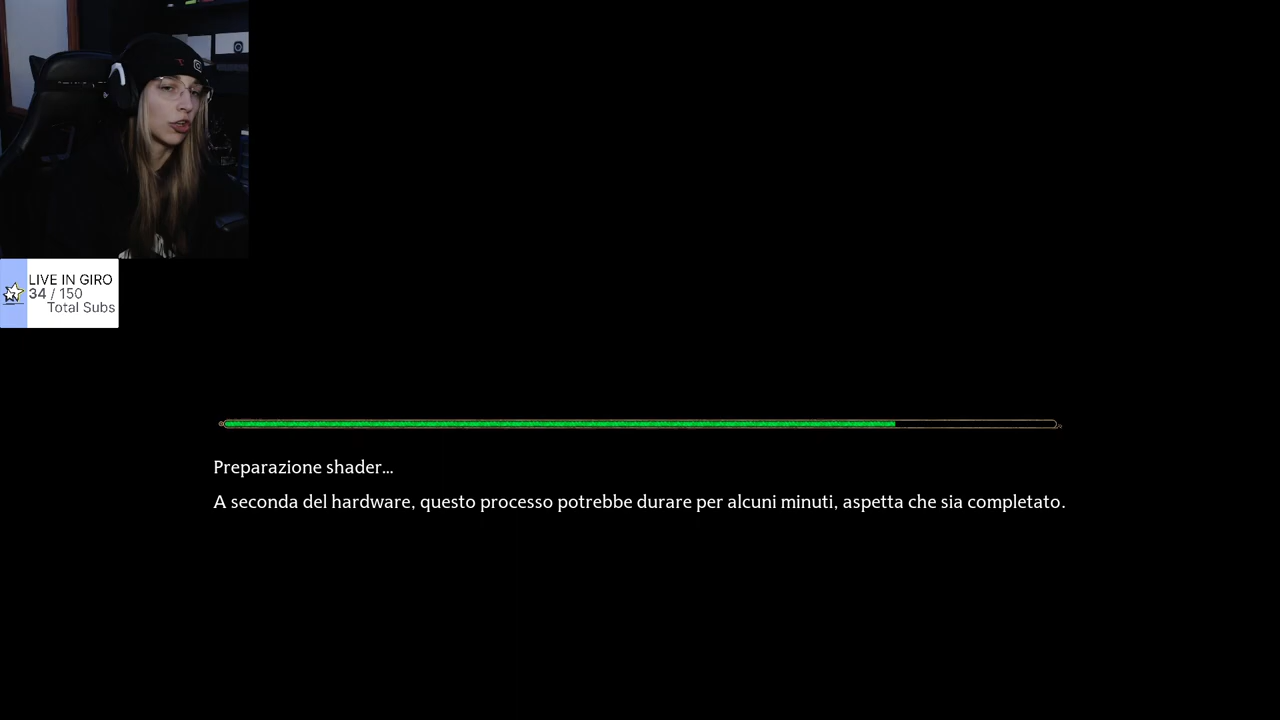 LIVE IN GIRO
34 / 150
Total Subs
Preparazione shader...
A seconda del hardware, questo processo potrebbe durare per alcuni minuti, aspetta che sia completato.